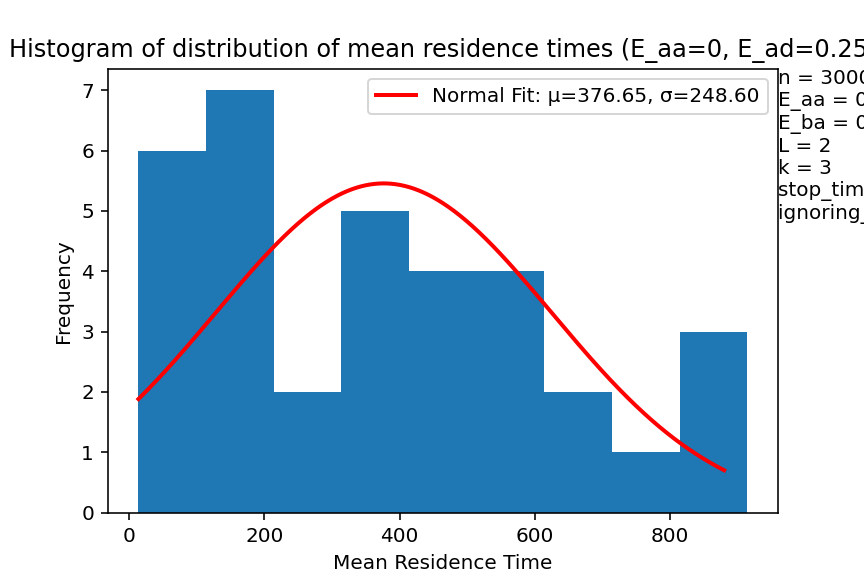 Histogram of distribution of mean residence times (E_aa=0, E_ad=0.25
Normal Fit: μ=376.65, σ=248.60
n = 3000
E_aa = 0
E_ba = 0
L = 2
k = 3
stop_tim
ignoring_
7
6
5
4
3
2
1
0
Frequency
0 200 400 600 800
Mean Residence Time